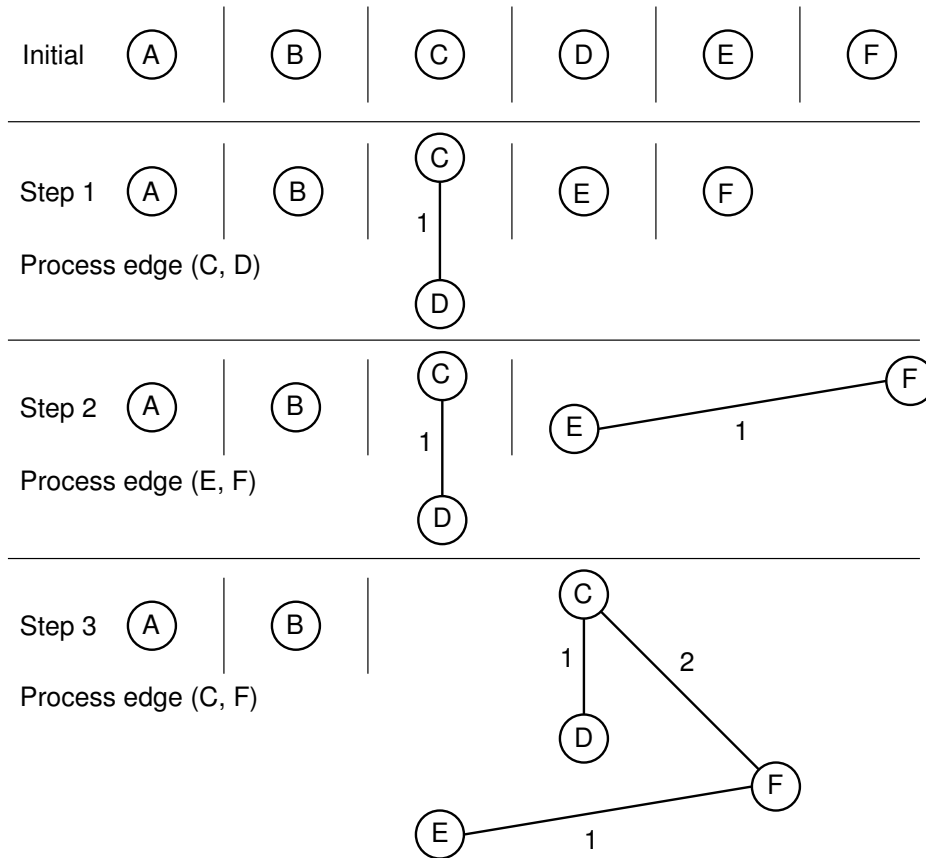 Initial A B C D E F
C
Step 1 A B E F
1
Process edge (C, D)
D
C F
Step 2 A B E
1 1
Process edge (E, F)
D
C
Step 3 A B
1 2
Process edge (C, F)
D
F
E
1